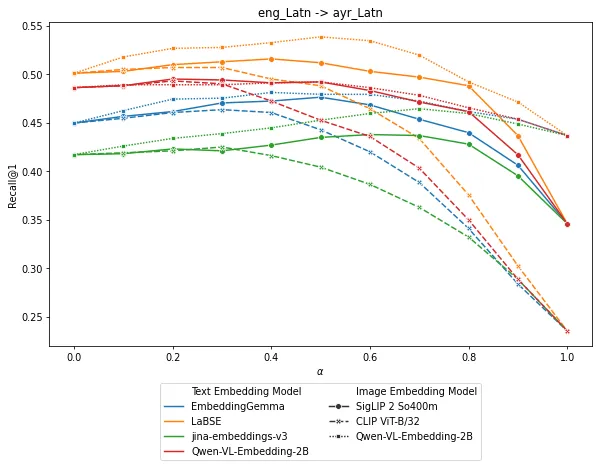 eng_Latn -> ayr_Latn
Recall@1
0.55
0.50
0.45
0.40
0.35
0.30
0.25
0.0 0.2 0.4 0.6 0.8 1.0
α
Text Embedding Model
EmbeddingGemma
LaBSE
jina-embeddings-v3
Qwen-VL-Embedding-2B
Image Embedding Model
SigLIP 2 So400m
CLIP ViT-B/32
Qwen-VL-Embedding-2B